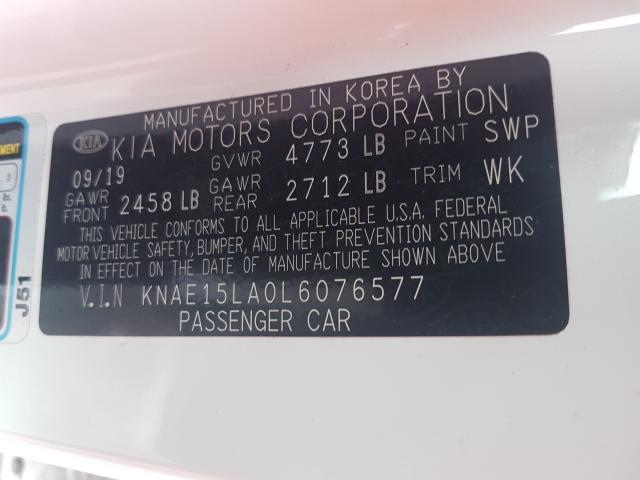 MANUFACTURED IN KOREA BY
KIA KIA MOTORS CORPORATION
09/19 GVWR 4773 LB PAINT SWP
GAWR FRONT 2458 LB GAWR REAR 2712 LB TRIM WK
THIS VEHICLE CONFORMS TO ALL APPLICABLE U.S.A. FEDERAL
MOTOR VEHICLE SAFETY, BUMPER, AND THEFT PREVENTION STANDARDS
IN EFFECT ON THE DATE OF MANUFACTURE SHOWN ABOVE
V.I.N KNAE15LA0L6076577
PASSENGER CAR
J51